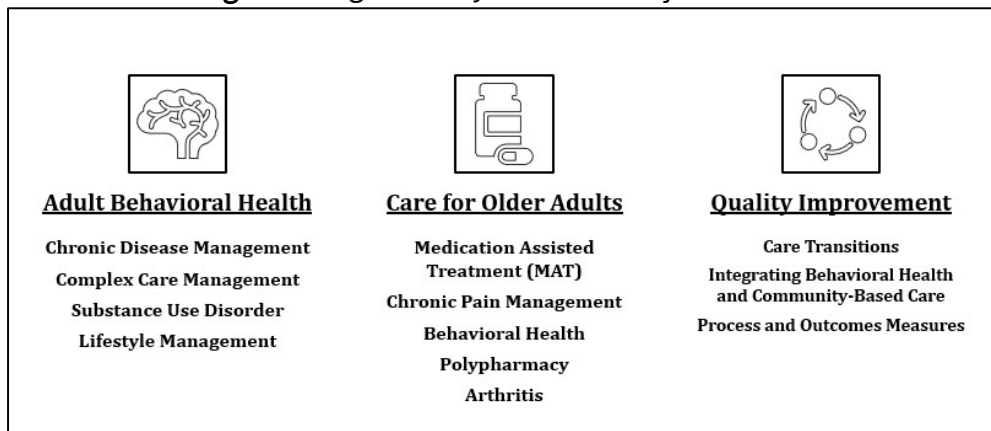 Adult Behavioral Health
Chronic Disease Management
Complex Care Management
Substance Use Disorder
Lifestyle Management
Care for Older Adults
Medication Assisted
Treatment (MAT)
Chronic Pain Management
Behavioral Health
Polypharmacy
Arthritis
Quality Improvement
Care Transitions
Integrating Behavioral Health
and Community-Based Care
Process and Outcomes Measures